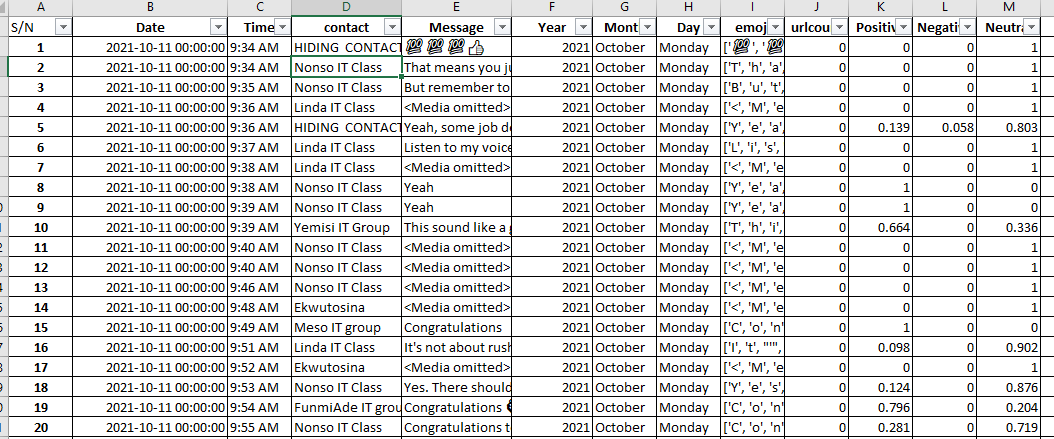 A B C D E F G H I J K L M
S/N Date Time contact Message Year Mont Day emoj urlcou Positiv Negati Neutra
1 2021-10-11 00:00:00 9:34 AM HIDING CONTACT 💯 💯 💯 👍 2021 October Monday ['💯', '💯 0 0 0 1
2 2021-10-11 00:00:00 9:34 AM Nonso IT Class That means you ju 2021 October Monday ['T', 'h', 'a', 0 0 0 1
3 2021-10-11 00:00:00 9:35 AM Nonso IT Class But remember to 2021 October Monday ['B', 'u', 't', 0 0 0 1
4 2021-10-11 00:00:00 9:36 AM Linda IT Class <Media omitted> 2021 October Monday ['<', 'M', 'e 0 0 0 1
5 2021-10-11 00:00:00 9:36 AM HIDING CONTACT Yeah, some job de 2021 October Monday ['Y', 'e', 'a', 0 0.139 0.058 0.803
6 2021-10-11 00:00:00 9:37 AM Linda IT Class Listen to my voice 2021 October Monday ['L', 'i', 's', 0 0 0 1
7 2021-10-11 00:00:00 9:38 AM Linda IT Class <Media omitted> 2021 October Monday ['<', 'M', 'e 0 0 0 1
8 2021-10-11 00:00:00 9:38 AM Nonso IT Class Yeah 2021 October Monday ['Y', 'e', 'a', 0 1 0 0
9 2021-10-11 00:00:00 9:39 AM Nonso IT Class Yeah 2021 October Monday ['Y', 'e', 'a', 0 1 0 0
10 2021-10-11 00:00:00 9:39 AM Yemisi IT Group This sound like a g 2021 October Monday ['T', 'h', 'i', 0 0.664 0 0.336
11 2021-10-11 00:00:00 9:40 AM Nonso IT Class <Media omitted> 2021 October Monday ['<', 'M', 'e 0 0 0 1
12 2021-10-11 00:00:00 9:40 AM Nonso IT Class <Media omitted> 2021 October Monday ['<', 'M', 'e 0 0 0 1
13 2021-10-11 00:00:00 9:46 AM Nonso IT Class <Media omitted> 2021 October Monday ['<', 'M', 'e 0 0 0 1
14 2021-10-11 00:00:00 9:48 AM Ekwutosina <Media omitted> 2021 October Monday ['<', 'M', 'e 0 0 0 1
15 2021-10-11 00:00:00 9:49 AM Meso IT group Congratulations 2021 October Monday ['C', 'o', 'n' 0 1 0 0
16 2021-10-11 00:00:00 9:51 AM Linda IT Class It's not about rush 2021 October Monday ['I', 't', "'", 0 0.098 0 0.902
17 2021-10-11 00:00:00 9:52 AM Ekwutosina <Media omitted> 2021 October Monday ['<', 'M', 'e 0 0 0 1
18 2021-10-11 00:00:00 9:53 AM Nonso IT Class Yes. There should 2021 October Monday ['Y', 'e', 's', 0 0.124 0 0.876
19 2021-10-11 00:00:00 9:54 AM FunmiAde IT grou Congratulations 2021 October Monday ['C', 'o', 'n' 0 0.796 0 0.204
20 2021-10-11 00:00:00 9:55 AM Nonso IT Class Congratulations t 2021 October Monday ['C', 'o', 'n' 0 0.281 0 0.719